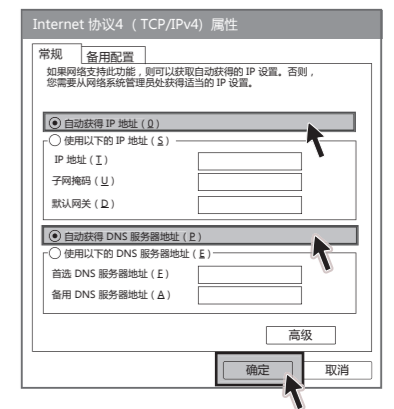 Internet 协议4 （ TCP/IPv4) 属性
常规 备用配置
如果网络支持此功能，则可以获取自动获得的 IP 设置。否则，
您需要从网络系统管理员处获得适当的 IP 设置。
自动获得 IP 地址 ( O )
使用以下的 IP 地址 ( S )
IP 地址 ( I )
子网掩码 ( U )
默认网关 ( D )
自动获得 DNS 服务器地址 ( P )
使用以下的 DNS 服务器地址 ( E )
首选 DNS 服务器地址 ( F )
备用 DNS 服务器地址 ( A )
高级
确定 取消